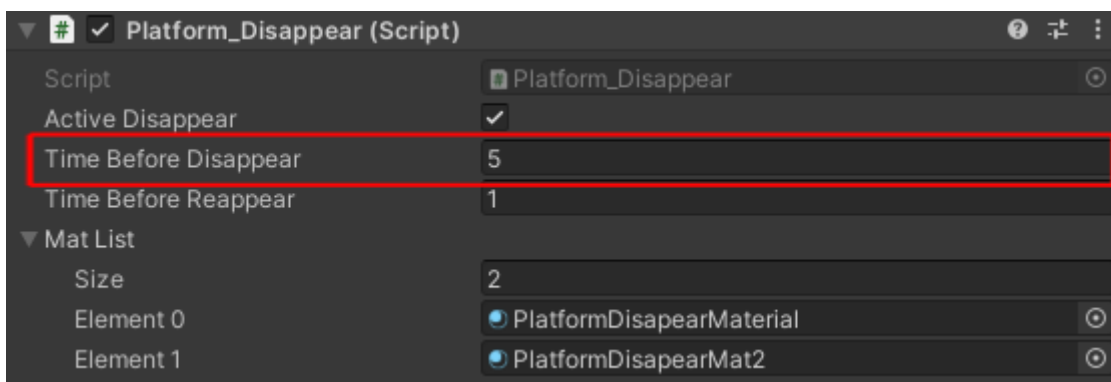 # Platform_Disappear (Script)
Script Platform_Disappear
Active Disappear
Time Before Disappear 5
Time Before Reappear 1
Mat List
Size 2
Element 0 PlatformDisapearMaterial
Element 1 PlatformDisapearMat2